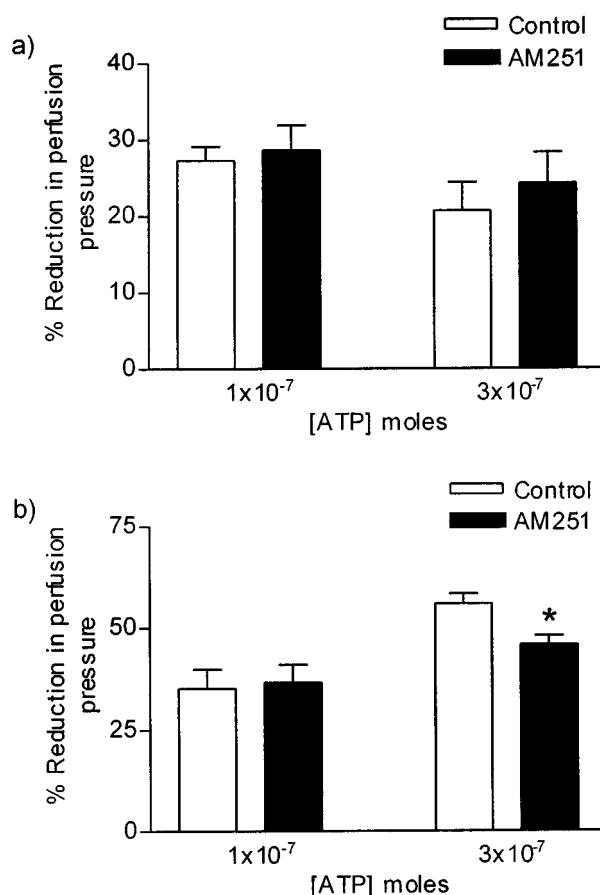 Control
AM251
a)
40
30
20
10
0
% Reduction in perfusion
pressure
1x10⁻⁷
3x10⁻⁷
[ATP] moles
Control
AM251
b)
75
50
25
0
% Reduction in perfusion
pressure
*
1x10⁻⁷
3x10⁻⁷
[ATP] moles